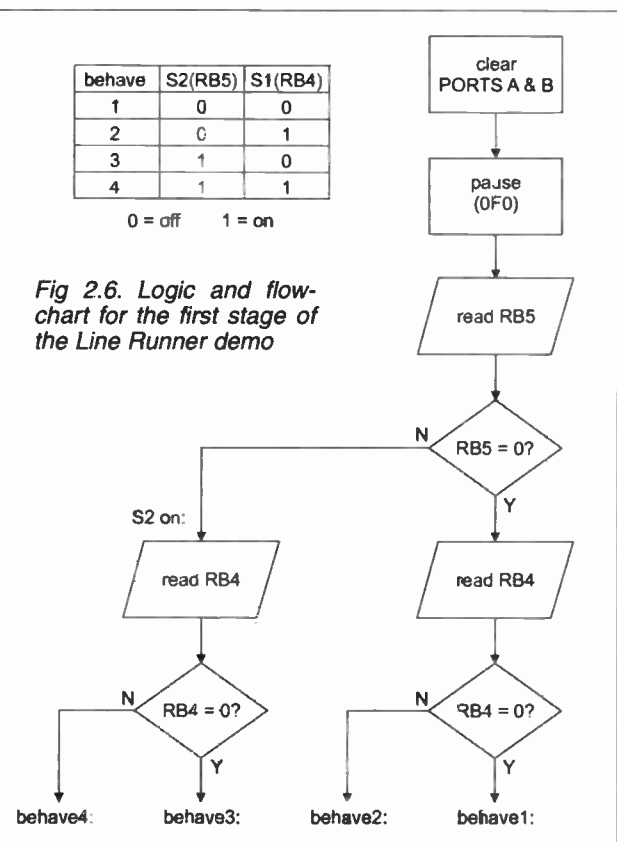 behave S2(RB5) S1(RB4)
1 0 0
2 0 1
3 1 0
4 1 1
0 = off 1 = on
Fig 2.6. Logic and flow-
chart for the first stage of
the Line Runner demo
clear
PORTS A & B
pause
(0F0)
read RB5
RB5 = 0?
N
Y
S2 on:
read RB4
read RB4
RB4 = 0?
N
Y
RB4 = 0?
N
Y
behave4:
behave3:
behave2:
behave1: